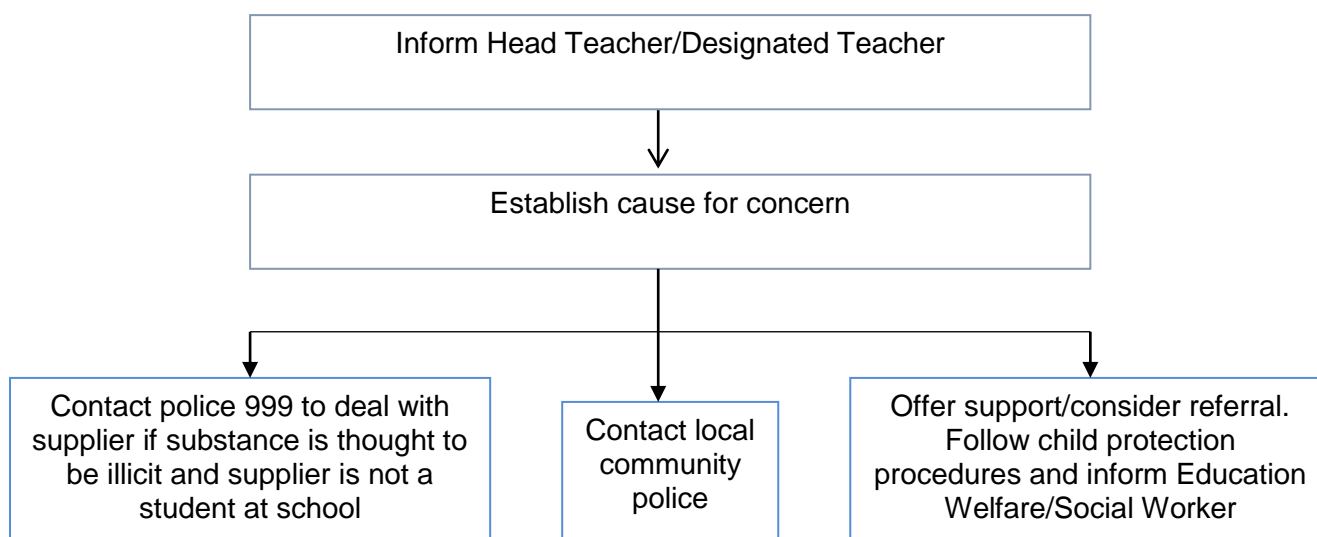 Inform Head Teacher/Designated Teacher
Establish cause for concern
Contact police 999 to deal with
supplier if substance is thought to
be illicit and supplier is not a
student at school
Contact local
community
police
Offer support/consider referral.
Follow child protection
procedures and inform Education
Welfare/Social Worker